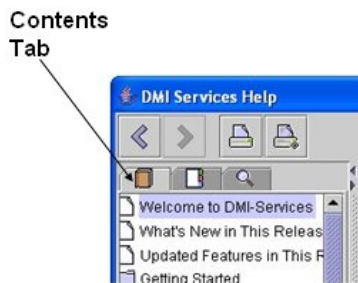 Contents
Tab
DMI Services Help
Welcome to DMI-Services
What's New in This Releas
Updated Features in This R
Getting Started